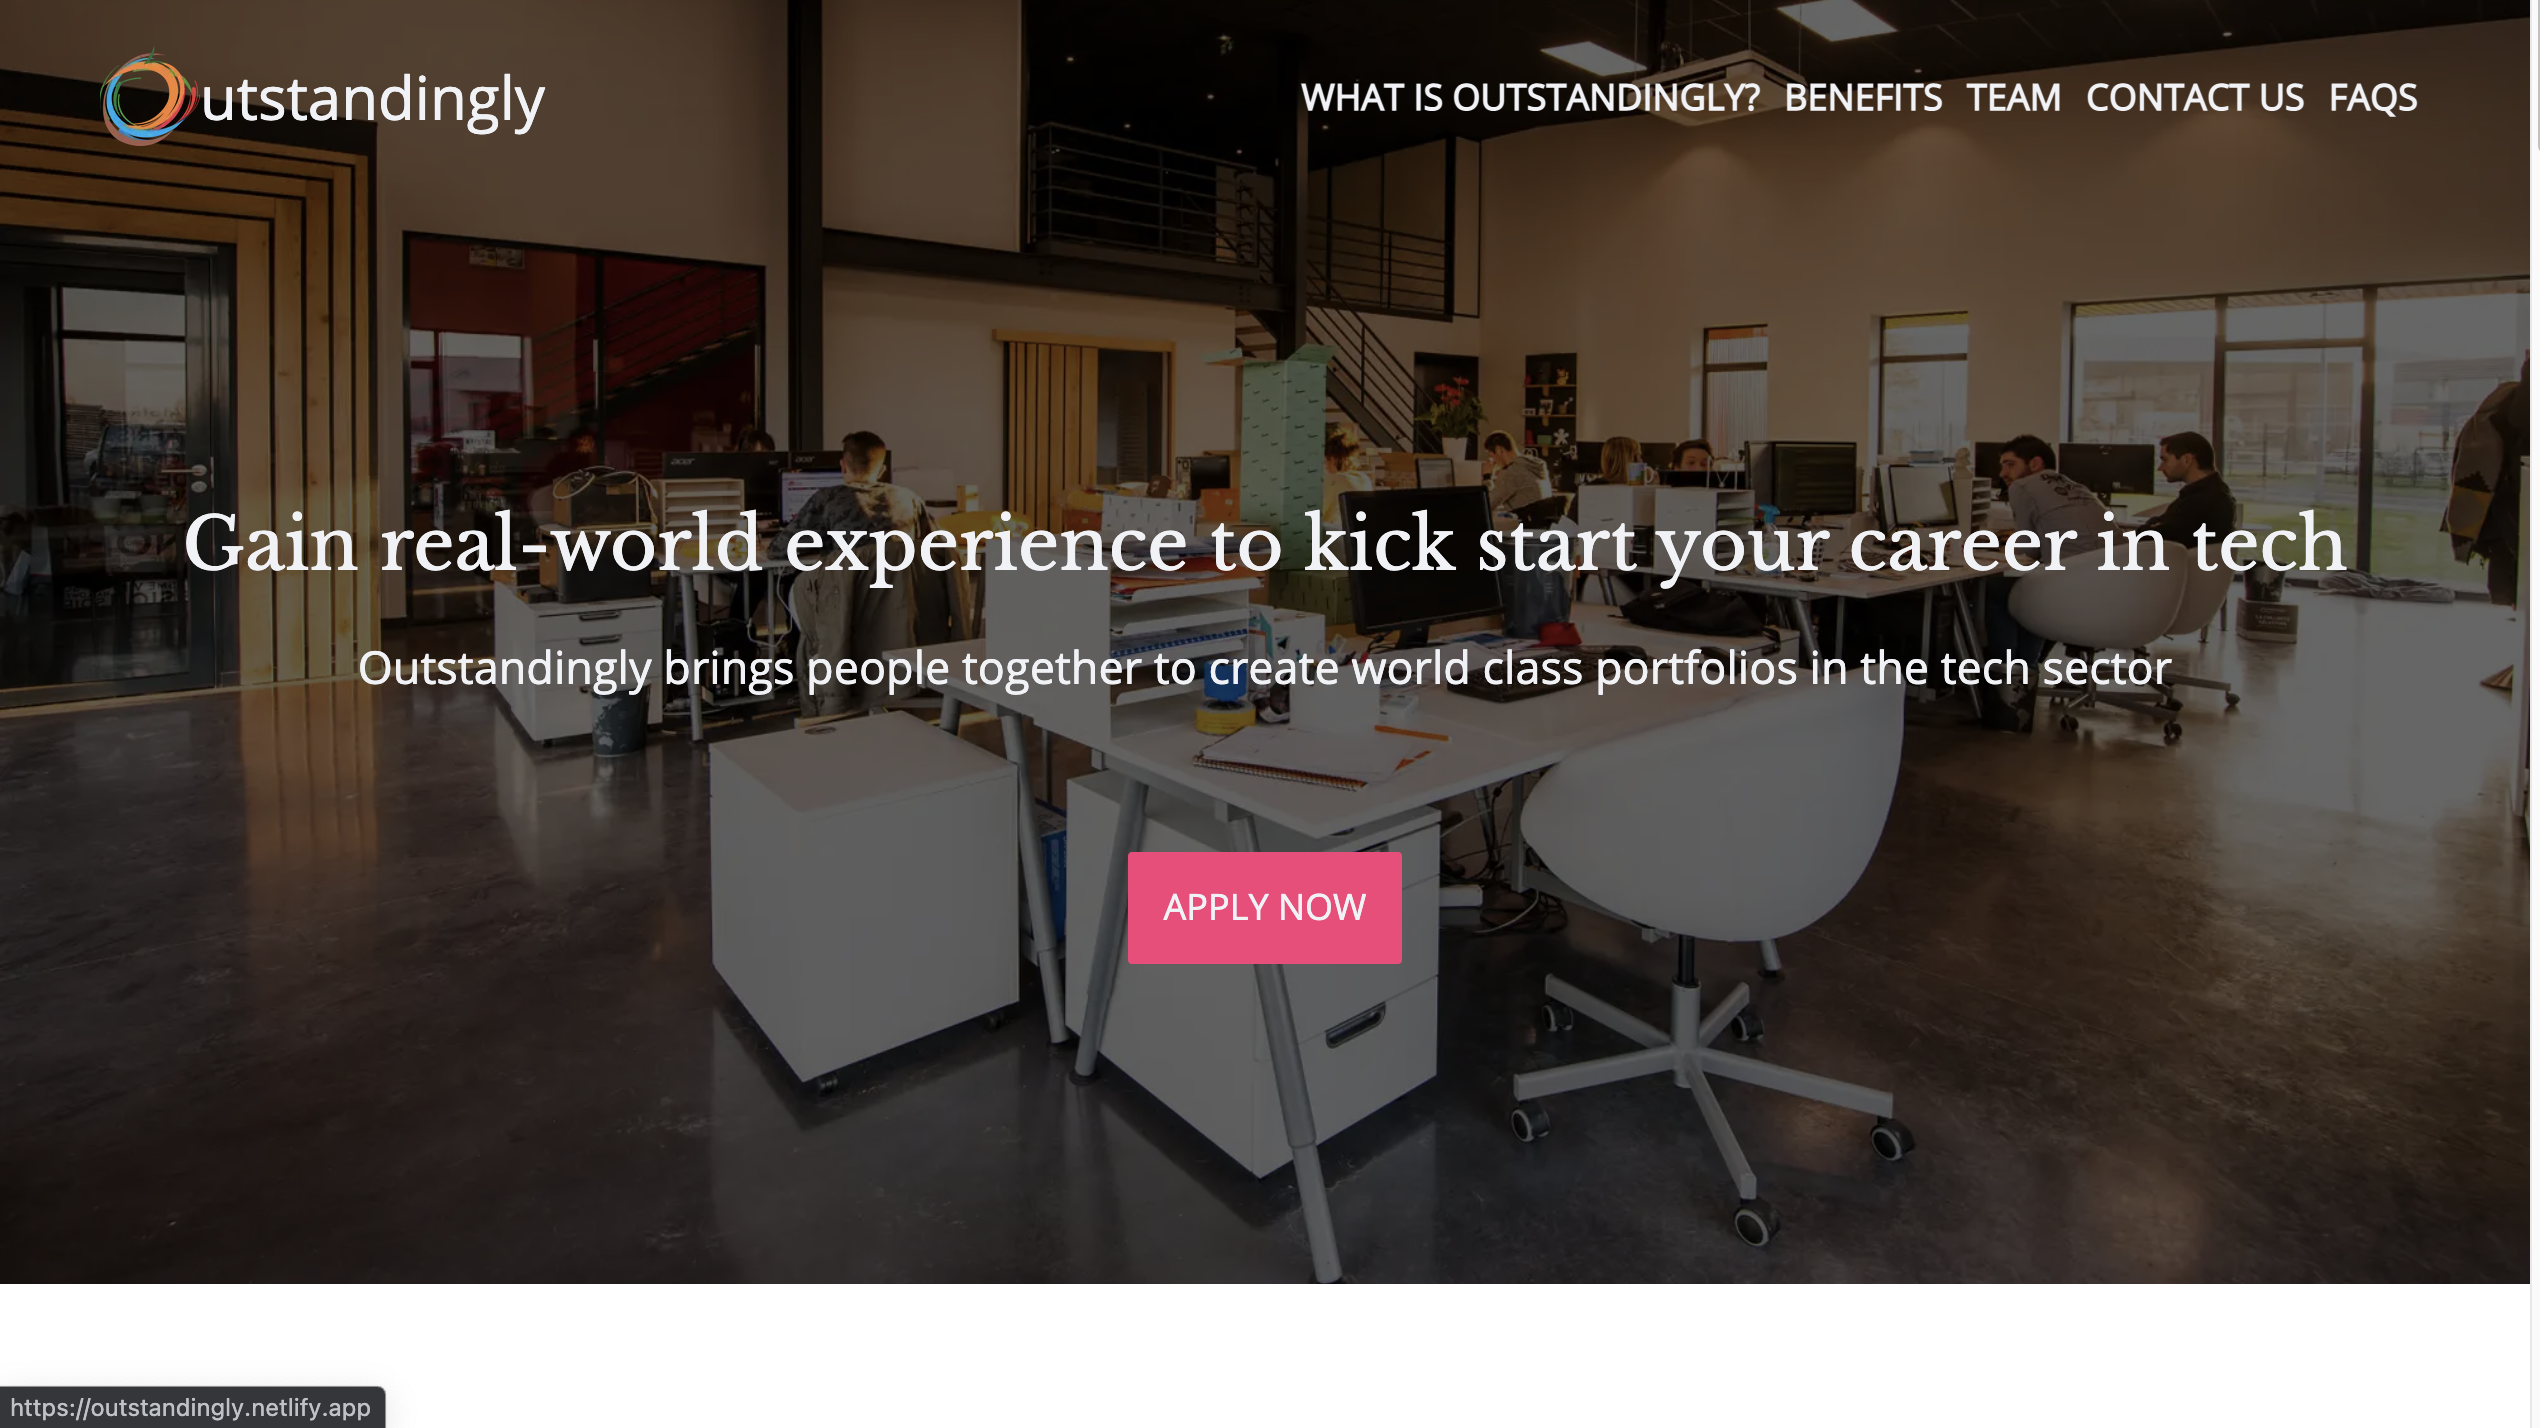 Outstandingly
WHAT IS OUTSTANDINGLY? BENEFITS TEAM CONTACT US FAQS
acer acer
Gain real-world experience to kick start your career in tech
Outstandingly brings people together to create world class portfolios in the tech sector
APPLY NOW
https://outstandingly.netlify.app